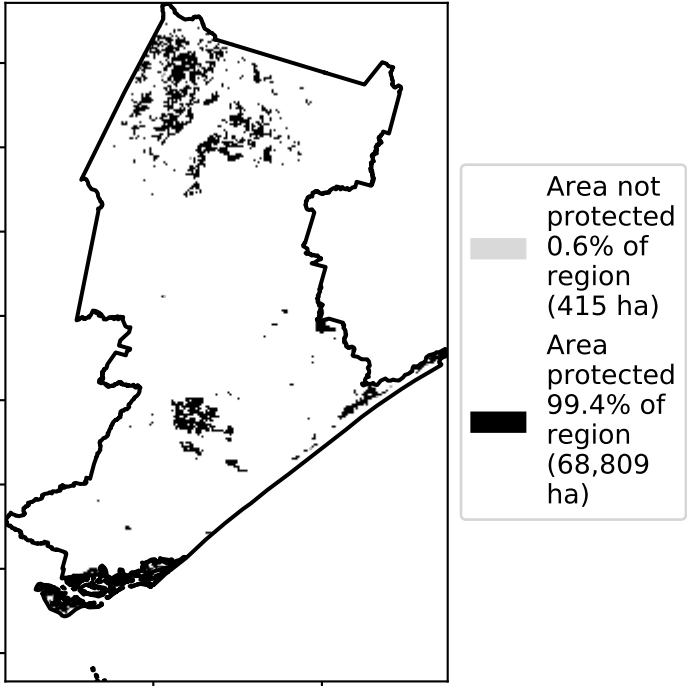 Area not
protected
0.6% of
region
(415 ha)
Area
protected
99.4% of
region
(68,809
ha)